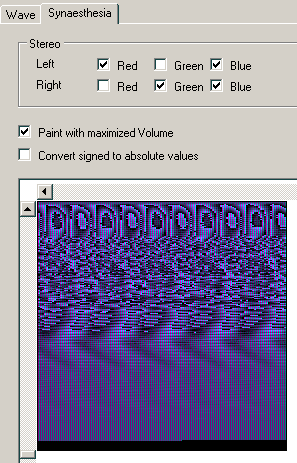 Wave Synaesthesia
Stereo
Left Red Green Blue
Right Red Green Blue
Paint with maximized Volume
Convert signed to absolute values